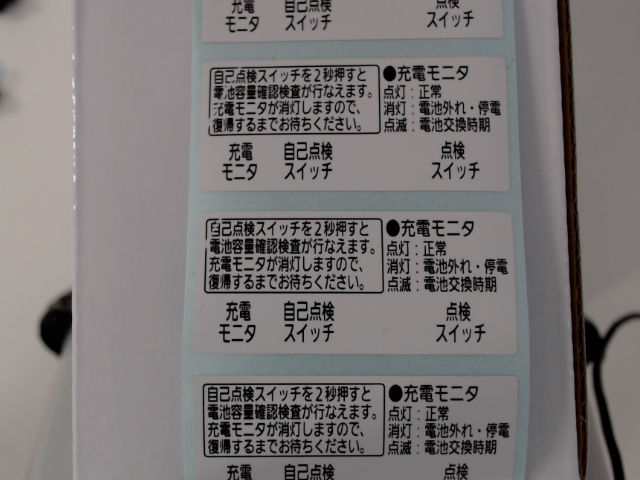 充電 自己点検 点検
モニタ スイッチ スイッチ
自己点検スイッチを2秒押すと
電池容量確認検査が行なえます。
充電モニタが消灯しますので、
復帰するまでお待ちください。
●充電モニタ
点灯:正常
消灯:電池外れ・停電
点滅:電池交換時期
充電 自己点検 点検
モニタ スイッチ スイッチ
自己点検スイッチを2秒押すと
電池容量確認検査が行なえます。
充電モニタが消灯しますので、
復帰するまでお待ちください。
●充電モニタ
点灯:正常
消灯:電池外れ・停電
点滅:電池交換時期
充電 自己点検 点検
モニタ スイッチ スイッチ
自己点検スイッチを2秒押すと
電池容量確認検査が行なえます。
充電モニタが消灯しますので、
復帰するまでお待ちください。
●充電モニタ
点灯:正常
消灯:電池外れ・停電
点滅:電池交換時期
充電 自己点検 点検